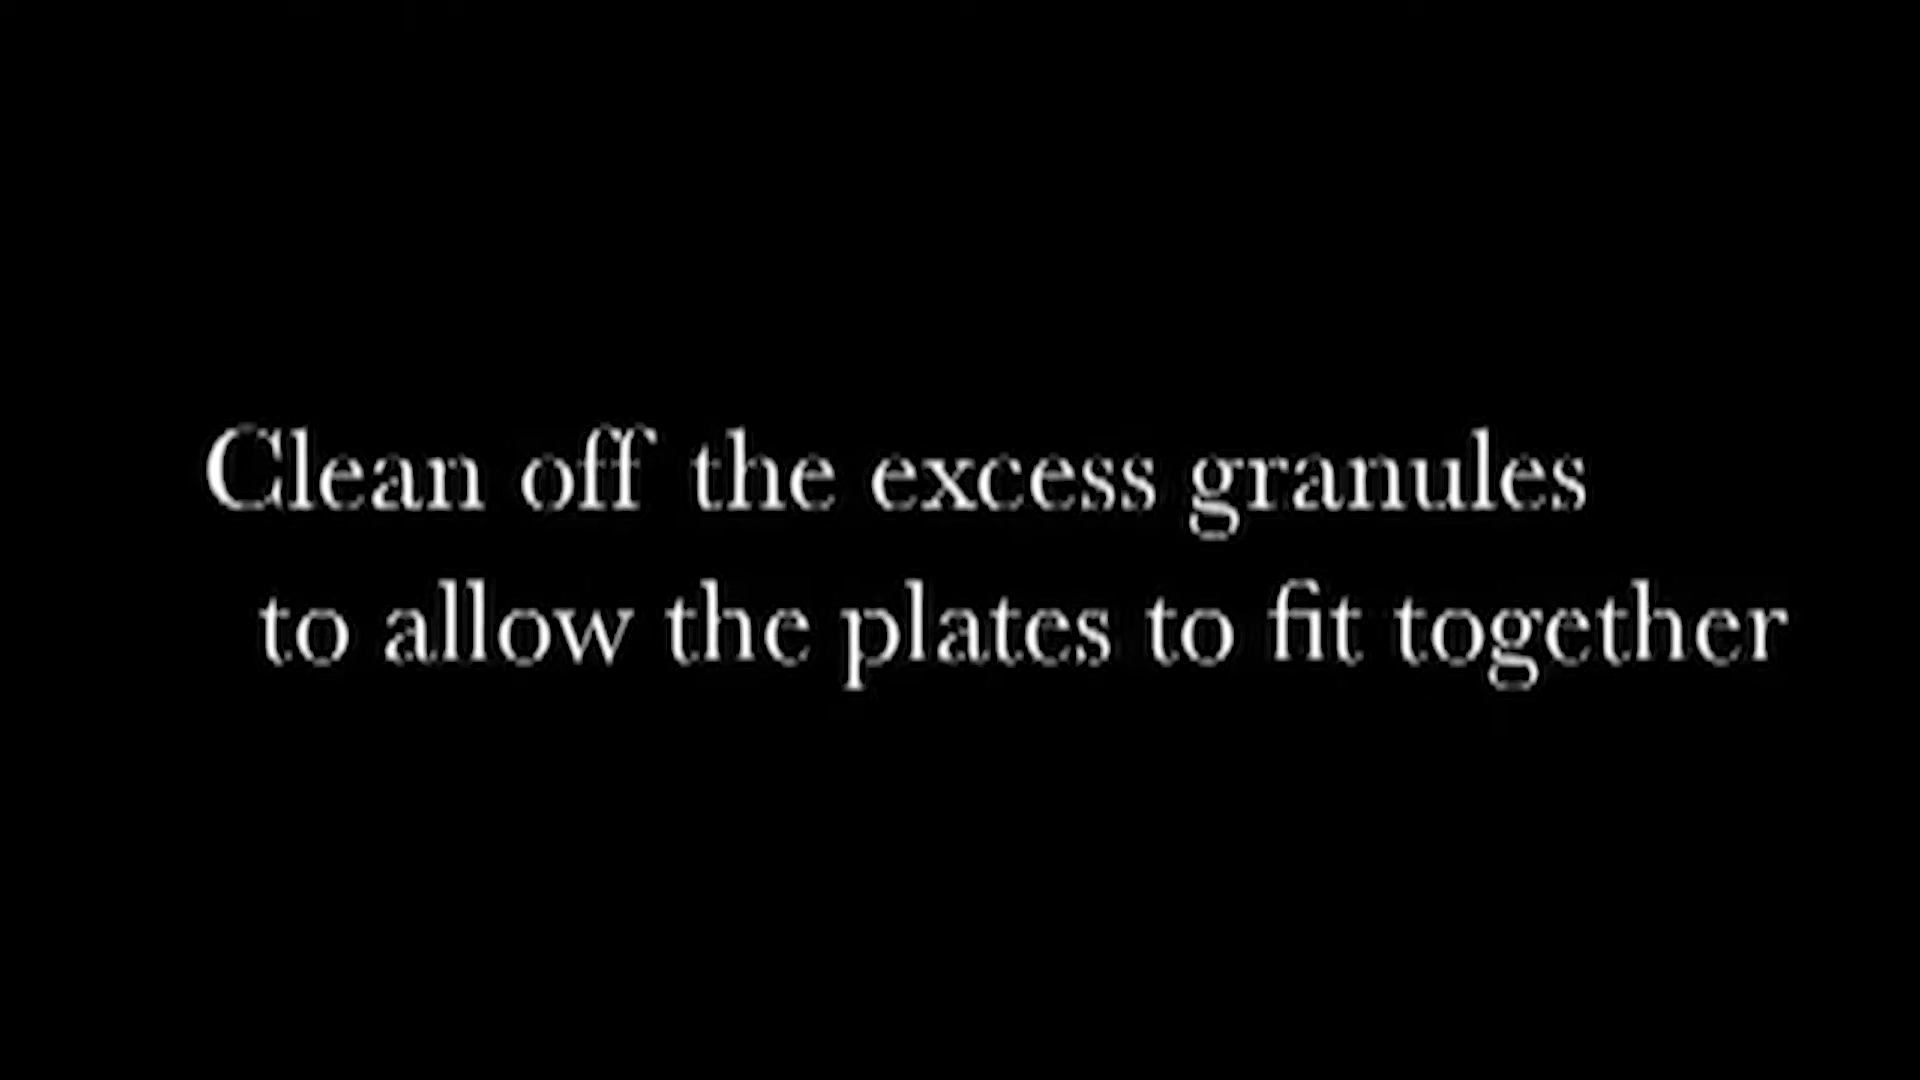 Clean off the excess granules
to allow the plates to fit together